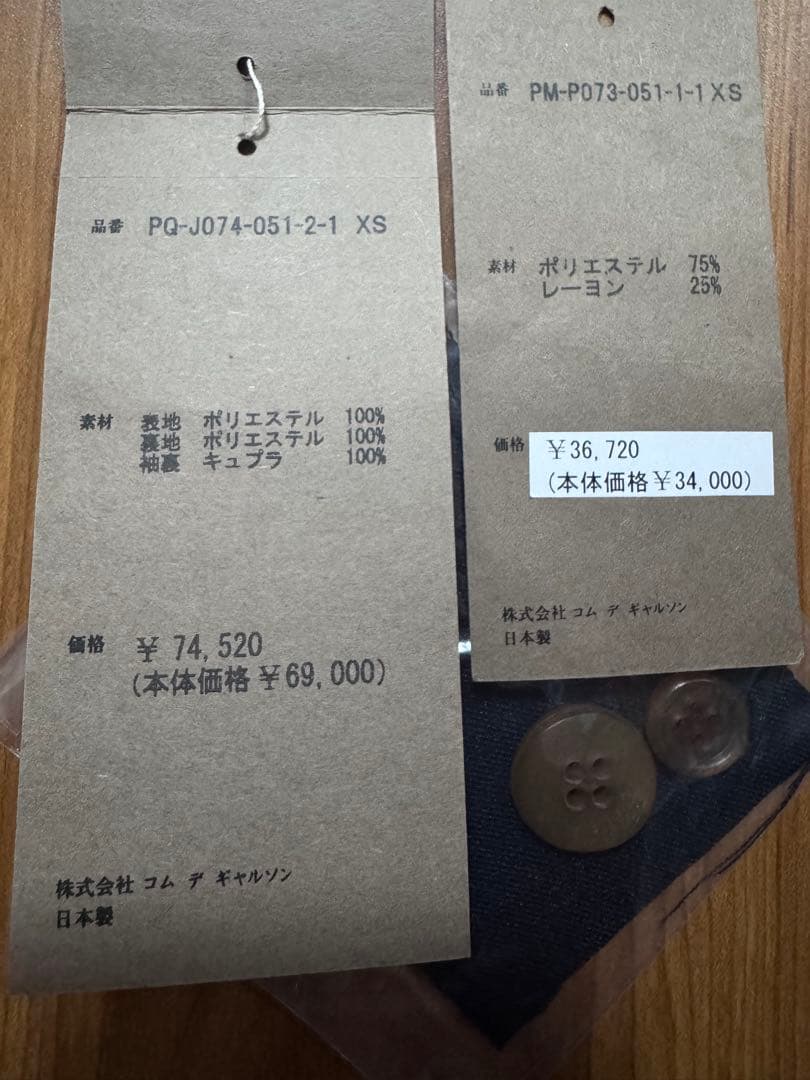 品番 PQ-J074-051-2-1 XS
素材 表地 ポリエステル 100%
裏地 ポリエステル 100%
袖裏 キュプラ 100%
価格 ¥ 74,520
(本体価格¥69,000)
株式会社 コム デ ギャルソン
日本製
品番 PM-P073-051-1-1 XS
素材 ポリエステル 75%
レーヨン 25%
価格 ¥36,720
(本体価格¥34,000)
株式会社 コム デ ギャルソン
日本製